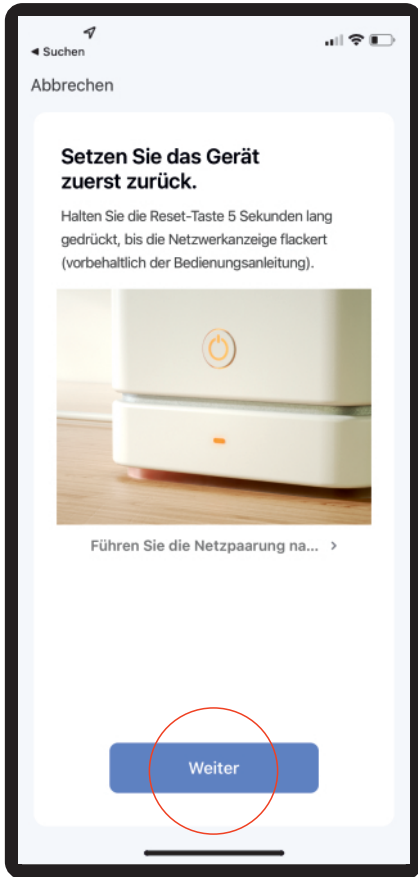 ◀ Suchen
Abbrechen
Setzen Sie das Gerät
zuerst zurück.
Halten Sie die Reset-Taste 5 Sekunden lang
gedrückt, bis die Netzwerkanzeige flackert
(vorbehaltlich der Bedienungsanleitung).
Führen Sie die Netzpaarung na... >
Weiter